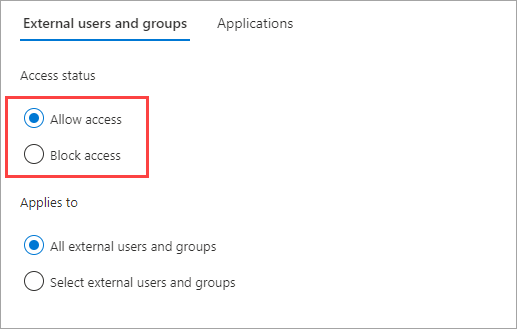 External users and groups Applications
Access status
Allow access
Block access
Applies to
All external users and groups
Select external users and groups